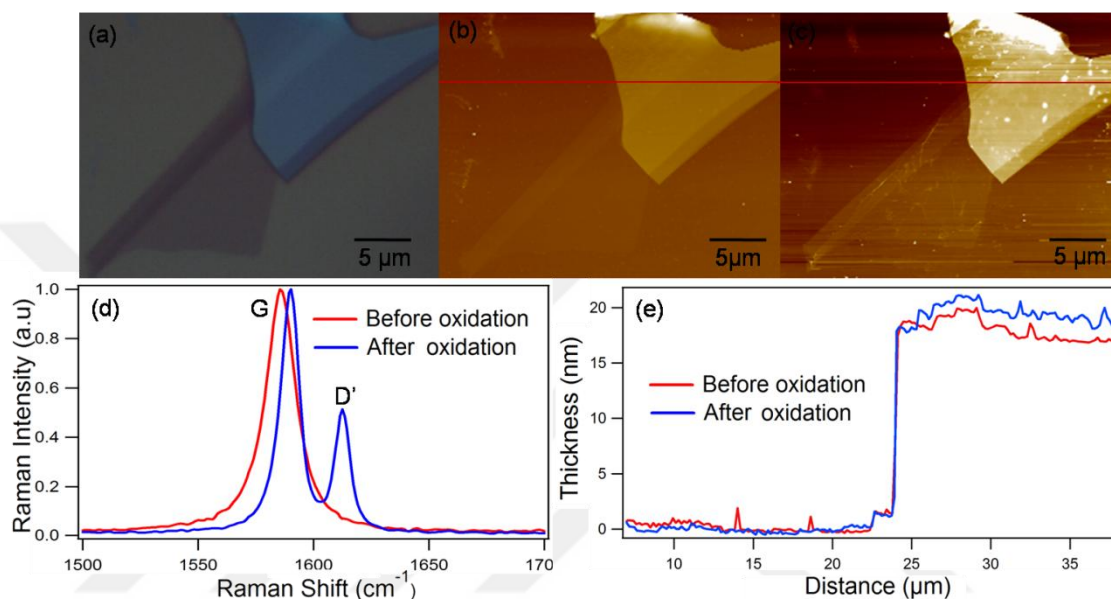 (a)
5 µm
(b)
5µm
(c)
5 µm
(d)
G
Before oxidation
After oxidation
D'
Raman Intensity (a.u)
1.0
0.8
0.6
0.4
0.2
0.0
1500
1550
1600
1650
170
Raman Shift (cm⁻¹)
(e)
Before oxidation
After oxidation
Thickness (nm)
20
15
10
5
0
10
15
20
25
30
35
Distance (µm)